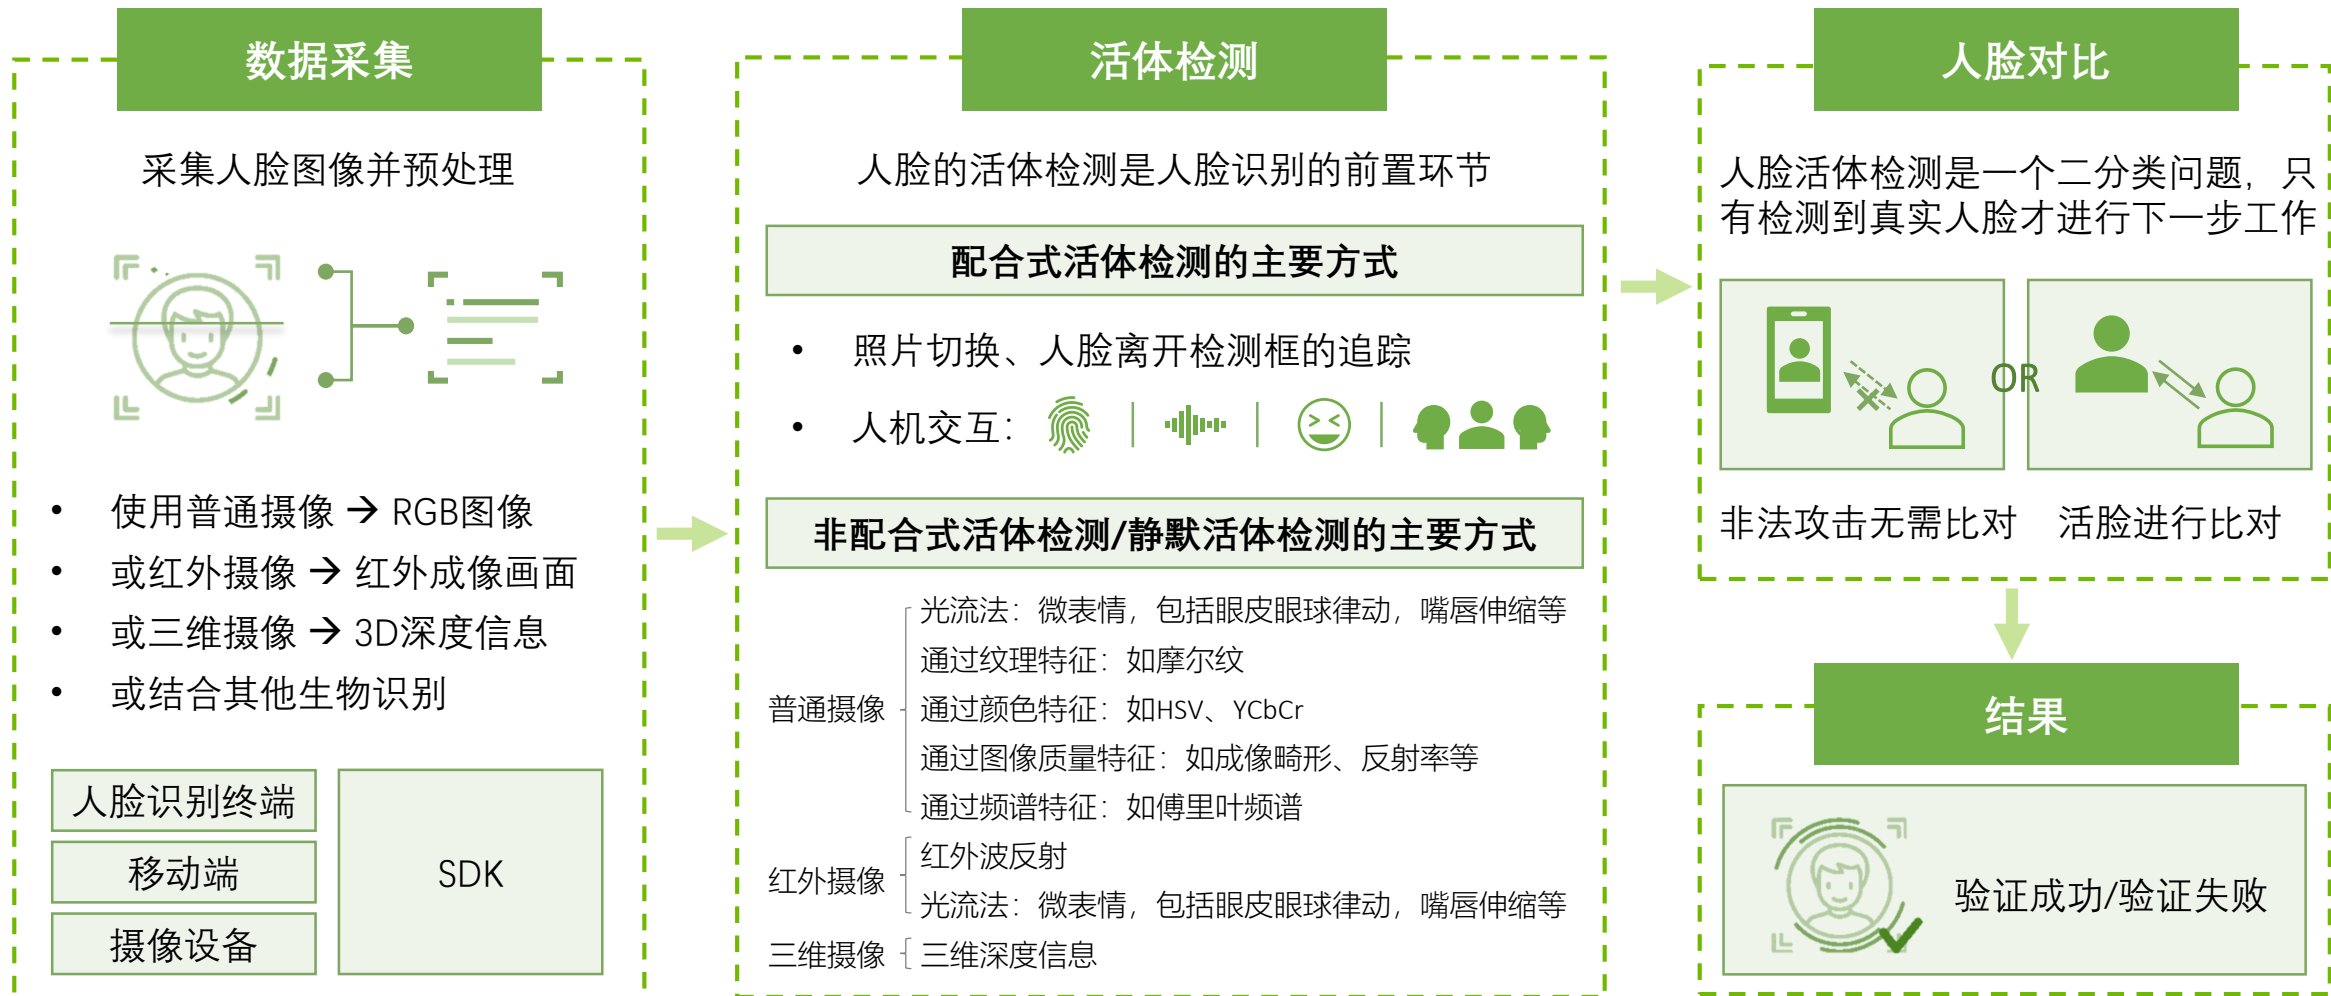 数据采集
采集人脸图像并预处理
• 使用普通摄像 → RGB图像
• 或红外摄像 → 红外成像画面
• 或三维摄像 → 3D深度信息
• 或结合其他生物识别
人脸识别终端
移动端
摄像设备
SDK
活体检测
人脸的活体检测是人脸识别的前置环节
配合式活体检测的主要方式
• 照片切换、人脸离开检测框的追踪
• 人机交互：
非配合式活体检测/静默活体检测的主要方式
普通摄像
光流法：微表情，包括眼皮眼球律动，嘴唇伸缩等
通过纹理特征：如摩尔纹
通过颜色特征：如HSV、YCbCr
通过图像质量特征：如成像畸形、反射率等
通过频谱特征：如傅里叶频谱
红外摄像
红外波反射
光流法：微表情，包括眼皮眼球律动，嘴唇伸缩等
三维摄像
三维深度信息
人脸对比
人脸活体检测是一个二分类问题，只
有检测到真实人脸才进行下一步工作
OR
非法攻击无需比对
活脸进行比对
结果
验证成功/验证失败